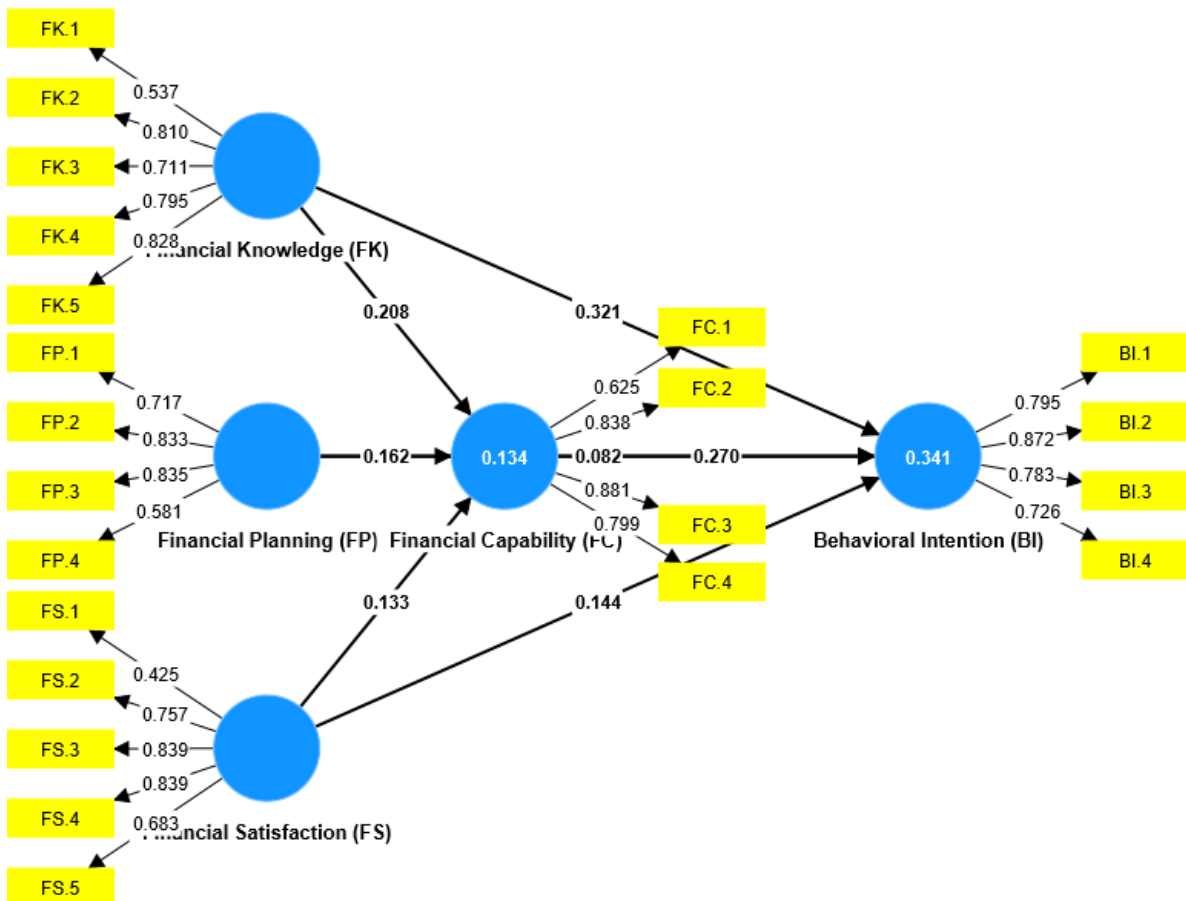 FK.1
0.537
FK.2
0.810
FK.3
0.711
FK.4
0.795
FK.5
0.828
Financial Knowledge (FK)
0.208
0.321
FP.1
0.717
FP.2
0.833
FP.3
0.835
FP.4
0.581
Financial Planning (FP)
0.162
0.134
Financial Capability (FC)
FC.1
0.625
FC.2
0.838
0.082
0.270
0.881
FC.3
0.799
FC.4
0.341
Behavioral Intention (BI)
BI.1
0.795
BI.2
0.872
BI.3
0.783
BI.4
0.726
0.133
0.144
FS.1
0.425
FS.2
0.757
FS.3
0.839
FS.4
0.839
FS.5
0.683
Financial Satisfaction (FS)